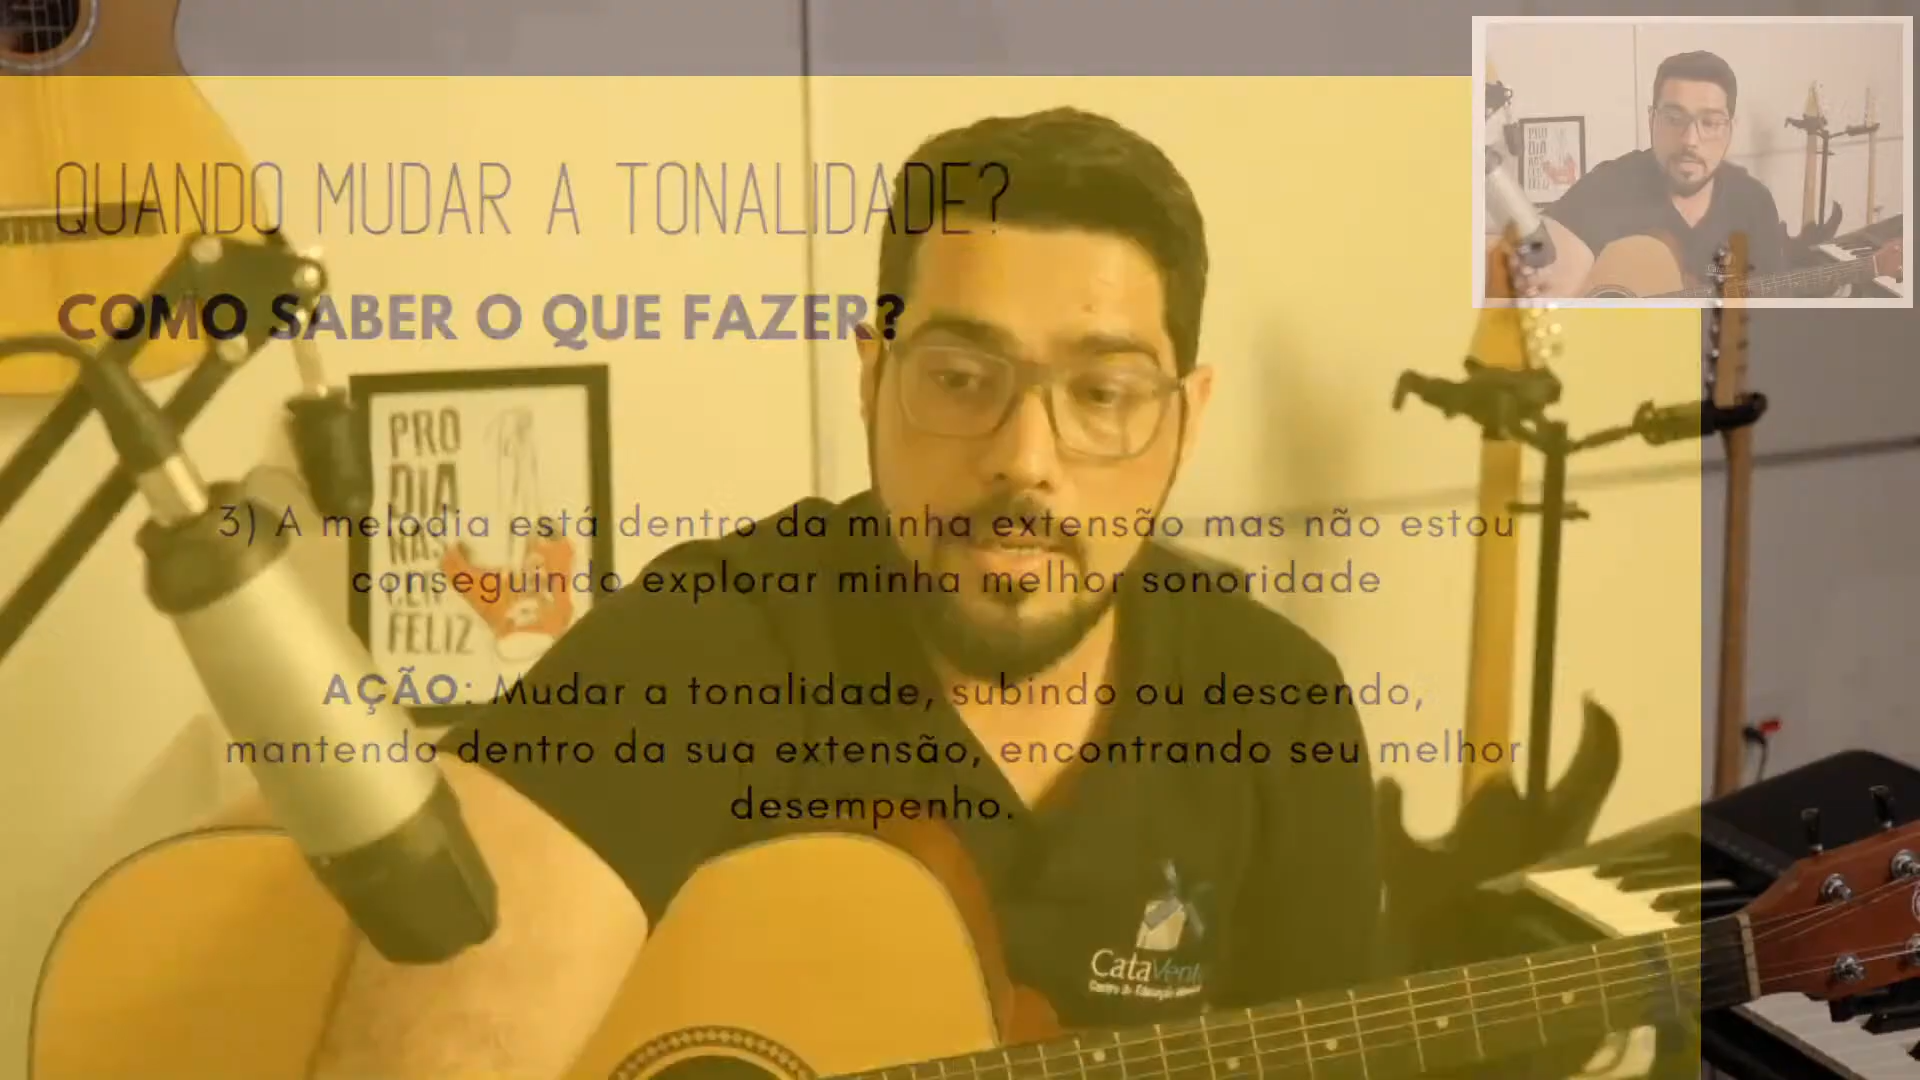 QUANDO MUDAR A TONALIDADE?
COMO SABER O QUE FAZER?
PRO
DIA
NAS
CER
FELIZ
3) A melodia está dentro da minha extensão mas não estou
conseguindo explorar minha melhor sonoridade
AÇÃO: Mudar a tonalidade, subindo ou descendo,
mantendo dentro da sua extensão, encontrando seu melhor
desempenho.
CataVento